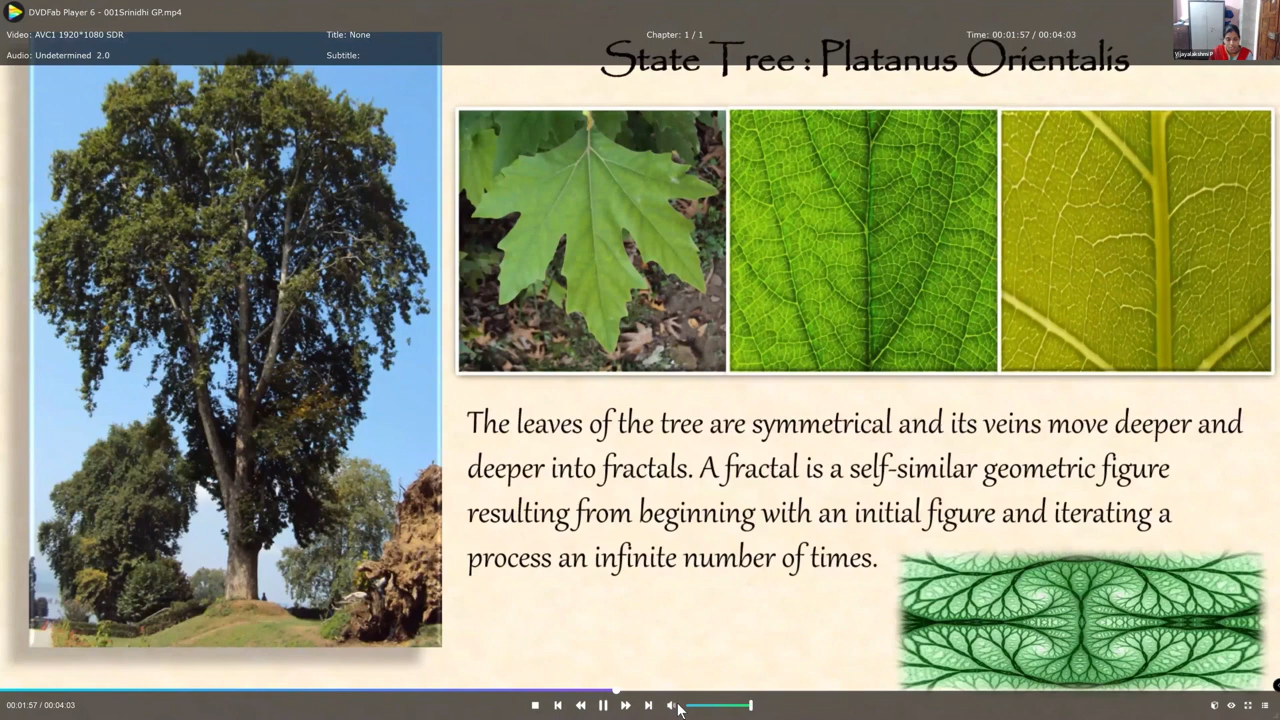 DVDFab Player 6 - 001Srinidhi GP.mp4
Video: AVC1 1920*1080 SDR
Title: None
Chapter: 1 / 1
Time: 00:01:57 / 00:04:03
Audio: Undetermined 2.0
Subtitle:
Vijayalakshmi P
State Tree : Platanus Orientalis
The leaves of the tree are symmetrical and its veins move deeper and
deeper into fractals. A fractal is a self-similar geometric figure
resulting from beginning with an initial figure and iterating a
process an infinite number of times.
00:01:57 / 00:04:03